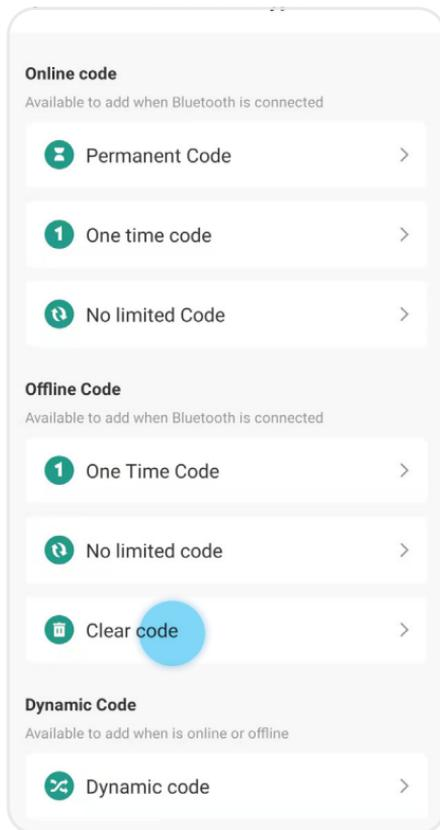 Online code
Available to add when Bluetooth is connected
Permanent Code
1 One time code
No limited Code
Offline Code
Available to add when Bluetooth is connected
1 One Time Code
No limited code
Clear code
Dynamic Code
Available to add when is online or offline
Dynamic code